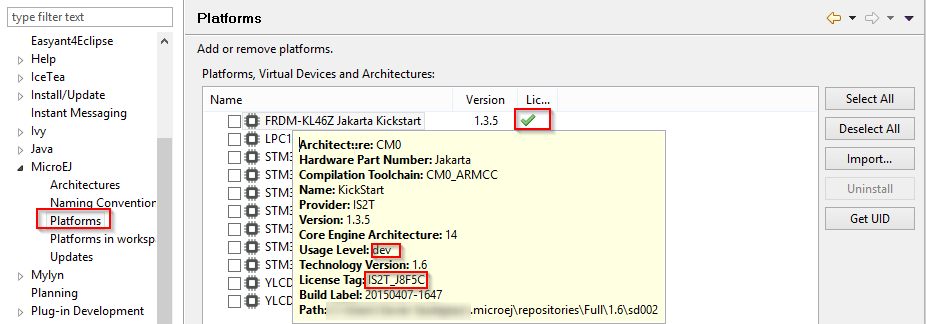 type filter text
Easyant4Eclipse
Help
IceTea
Install/Update
Instant Messaging
Ivy
Java
MicroEJ
Architectures
Naming Convention
Platforms
Platforms in worksp
Updates
Mylyn
Planning
Plug-in Development
Platforms
Add or remove platforms.
Platforms, Virtual Devices and Architectures:
Name Version Lic...
FRDM-KL46Z Jakarta Kickstart 1.3.5
LPC1
STM3
STM3
STM3
STM3
STM3
STM3
STM3
YLCD
YLCD
Architect::re: CM0
Hardware Part Number: Jakarta
Compilation Toolchain: CM0_ARMCC
Name: KickStart
Provider: IS2T
Version: 1.3.5
Core Engine Architecture: 14
Usage Level: dev
Technology Version: 1.6
License Tag: IS2T_J8F5C
Build Label: 20150407-1647
Path: .microej\repositories\Full\1.6\sd002
Select All
Deselect All
Import...
Uninstall
Get UID